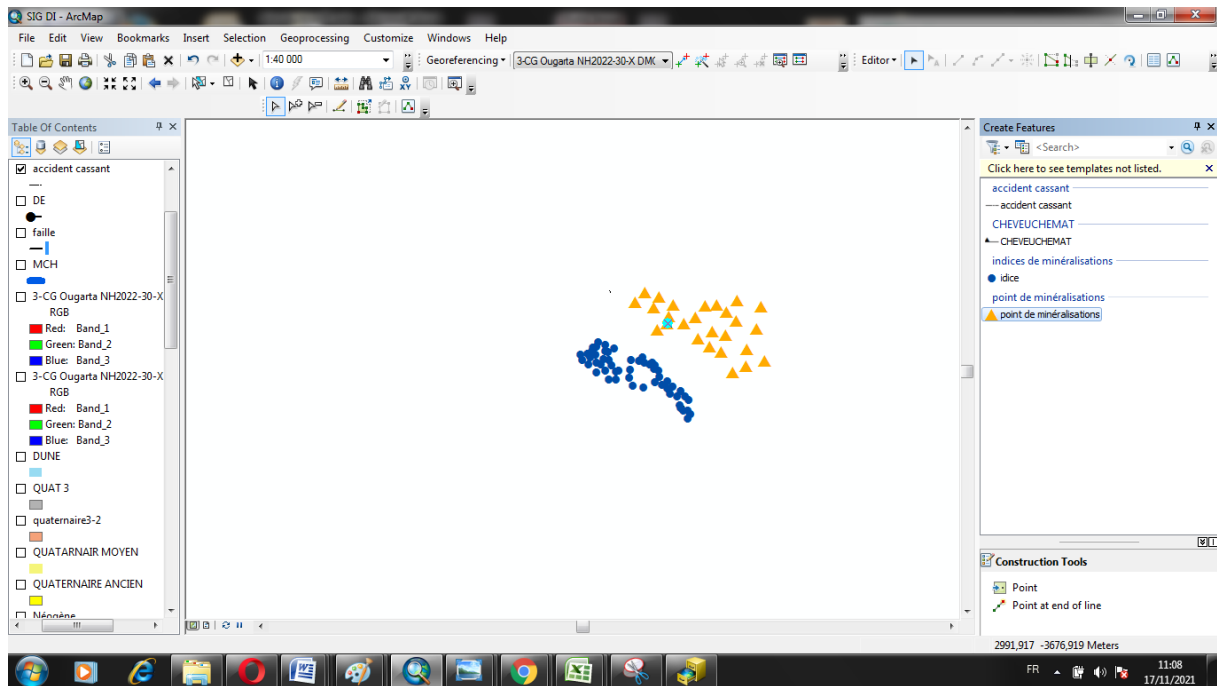 SIG DI - ArcMap
File Edit View Bookmarks Insert Selection Geoprocessing Customize Windows Help
1:40 000
Georeferencing
3-CG Ougarta NH2022-30-X DM(
Editor
Table Of Contents
accident cassant
DE
faille
MCH
3-CG Ougarta NH2022-30-X
RGB
Red: Band_1
Green: Band_2
Blue: Band_3
3-CG Ougarta NH2022-30-X
RGB
Red: Band_1
Green: Band_2
Blue: Band_3
DUNE
QUAT 3
quaternaire3-2
QUATARNAIR MOYEN
QUATERNAIRE ANCIEN
Néogène
Create Features
<Search>
Click here to see templates not listed.
accident cassant
accident cassant
CHEVEUCHEMAT
CHEVEUCHEMAT
indices de minéralisations
idice
point de minéralisations
point de minéralisations
Construction Tools
Point
Point at end of line
2991,917 -3676,919 Meters
FR
11:08
17/11/2021